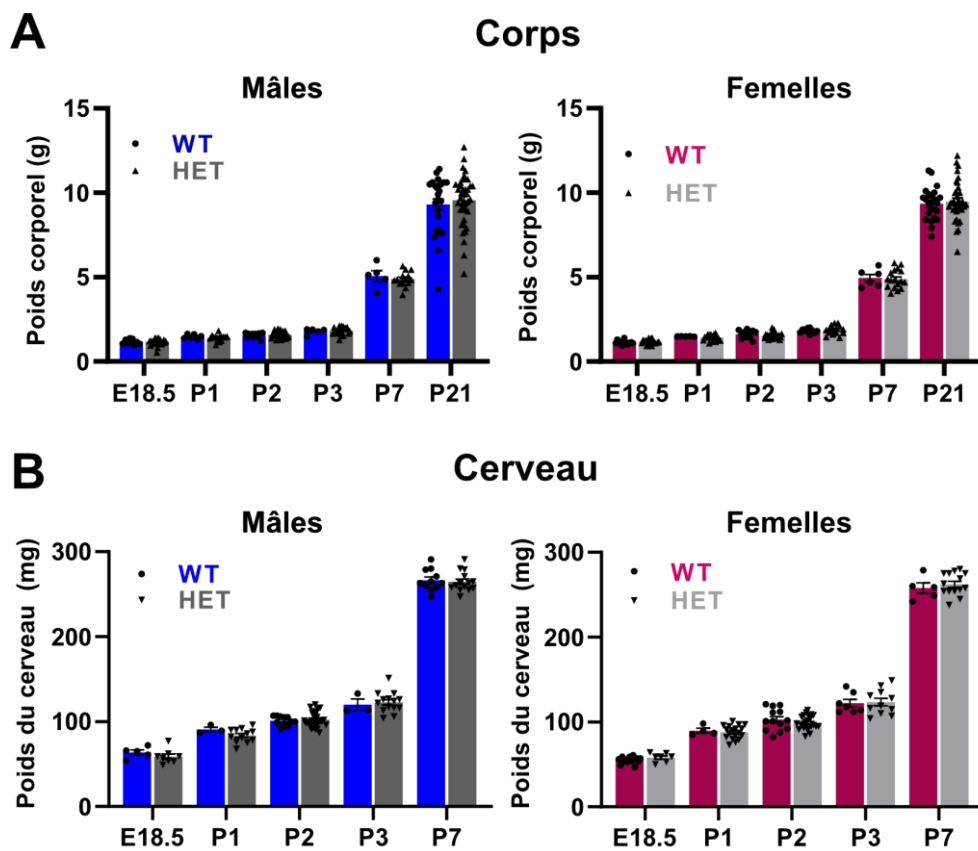 A
Corps
Mâles
Femelles
Poids corporel (g)
15
10
5
0
WT
HET
E18.5 P1 P2 P3 P7 P21
Poids corporel (g)
15
10
5
0
WT
HET
E18.5 P1 P2 P3 P7 P21
B
Cerveau
Mâles
Femelles
Poids du cerveau (mg)
300
200
100
0
WT
HET
E18.5 P1 P2 P3 P7
Poids du cerveau (mg)
300
200
100
0
WT
HET
E18.5 P1 P2 P3 P7